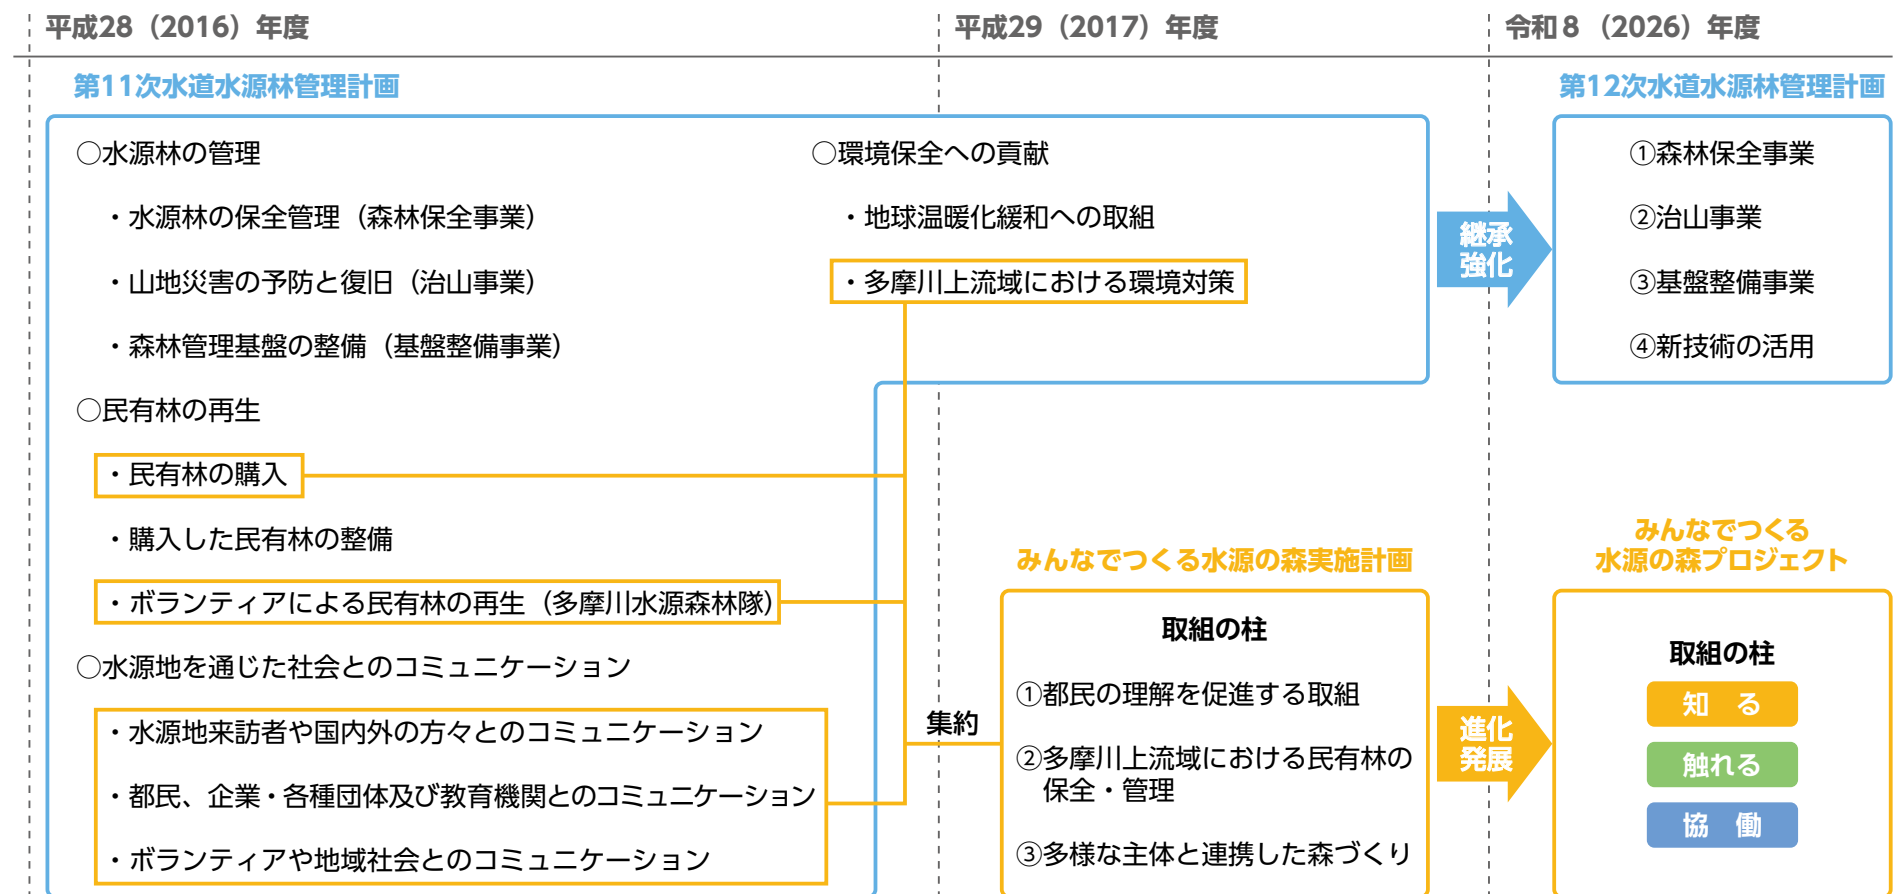 平成28（2016）年度
平成29（2017）年度
令和８（2026）年度
第11次水道水源林管理計画
○水源林の管理
・水源林の保全管理（森林保全事業）
・山地災害の予防と復旧（治山事業）
・森林管理基盤の整備（基盤整備事業）
○民有林の再生
・民有林の購入
・購入した民有林の整備
・ボランティアによる民有林の再生（多摩川水源森林隊）
○水源地を通じた社会とのコミュニケーション
・水源地来訪者や国内外の方々とのコミュニケーション
・都民、企業・各種団体及び教育機関とのコミュニケーション
・ボランティアや地域社会とのコミュニケーション
○環境保全への貢献
・地球温暖化緩和への取組
・多摩川上流域における環境対策
集約
継承
強化
第12次水道水源林管理計画
①森林保全事業
②治山事業
③基盤整備事業
④新技術の活用
みんなでつくる水源の森実施計画
取組の柱
①都民の理解を促進する取組
②多摩川上流域における民有林の
保全・管理
③多様な主体と連携した森づくり
進化
発展
みんなでつくる
水源の森プロジェクト
取組の柱
知　る
触れる
協　働